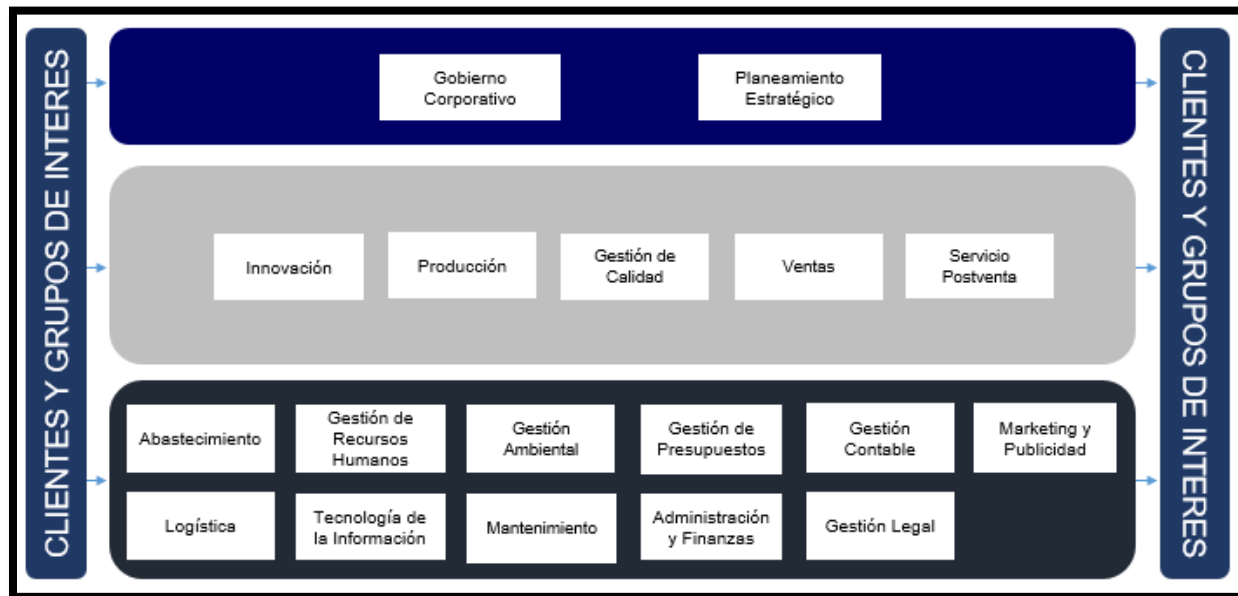 CLIENTES Y GRUPOS DE INTERES
Gobierno
Corporativo
Planeamiento
Estratégico
Innovación
Producción
Gestión de
Calidad
Ventas
Servicio
Postventa
Abastecimiento
Gestión de
Recursos
Humanos
Gestión
Ambiental
Gestión de
Presupuestos
Gestión
Contable
Marketing y
Publicidad
Logística
Tecnología de
la Información
Mantenimiento
Administración
y Finanzas
Gestión Legal
CLIENTES Y GRUPOS DE INTERES